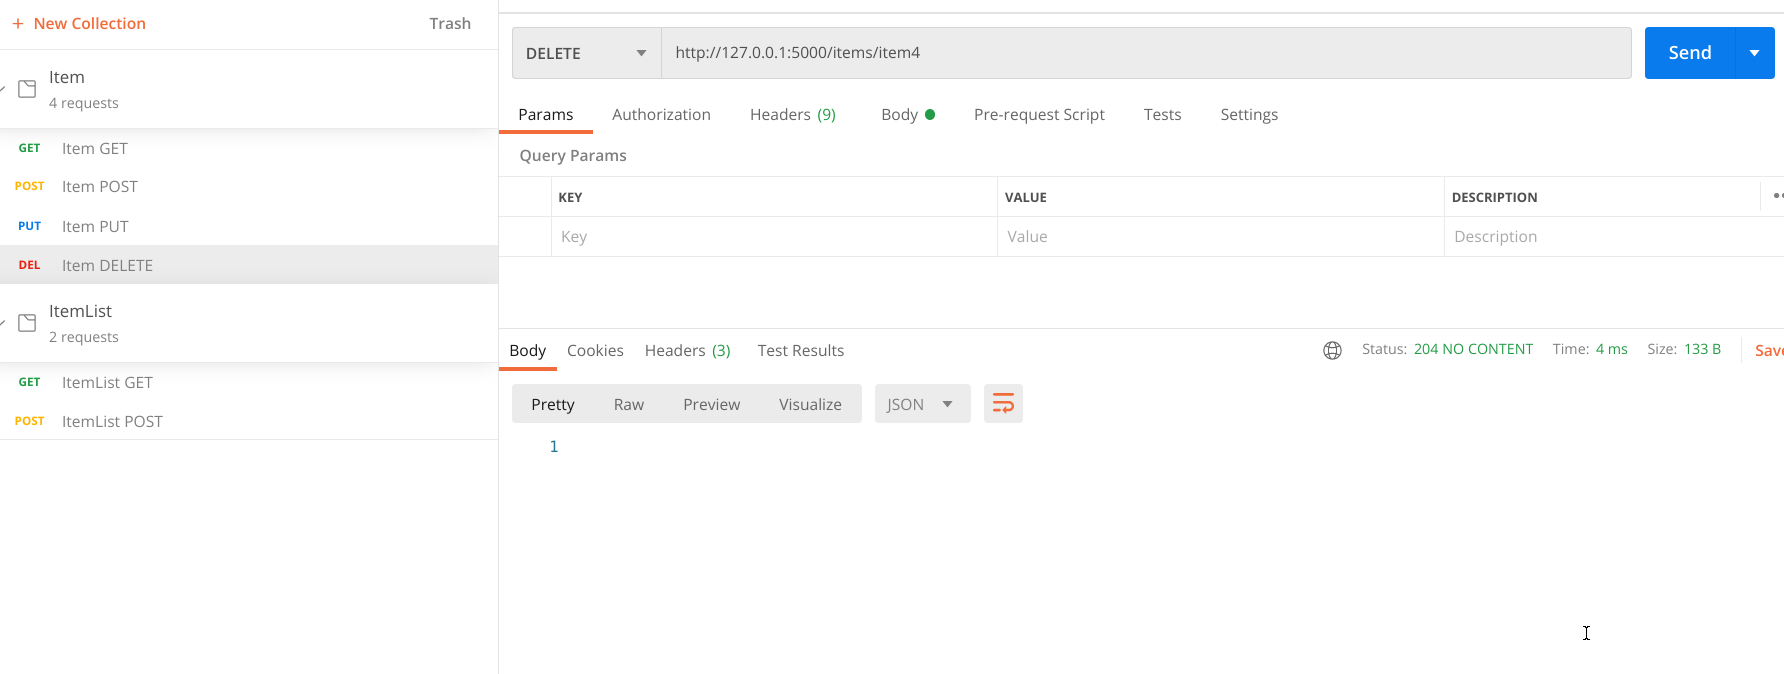 + New Collection
Trash
Item
4 requests
GET Item GET
POST Item POST
PUT Item PUT
DEL Item DELETE
ItemList
2 requests
GET ItemList GET
POST ItemList POST
DELETE
http://127.0.0.1:5000/items/item4
Send
Params Authorization Headers (9) Body Pre-request Script Tests Settings
Query Params
KEY VALUE DESCRIPTION
Key Value Description
Body Cookies Headers (3) Test Results
Status: 204 NO CONTENT Time: 4 ms Size: 133 B
Save
Pretty Raw Preview Visualize JSON
1